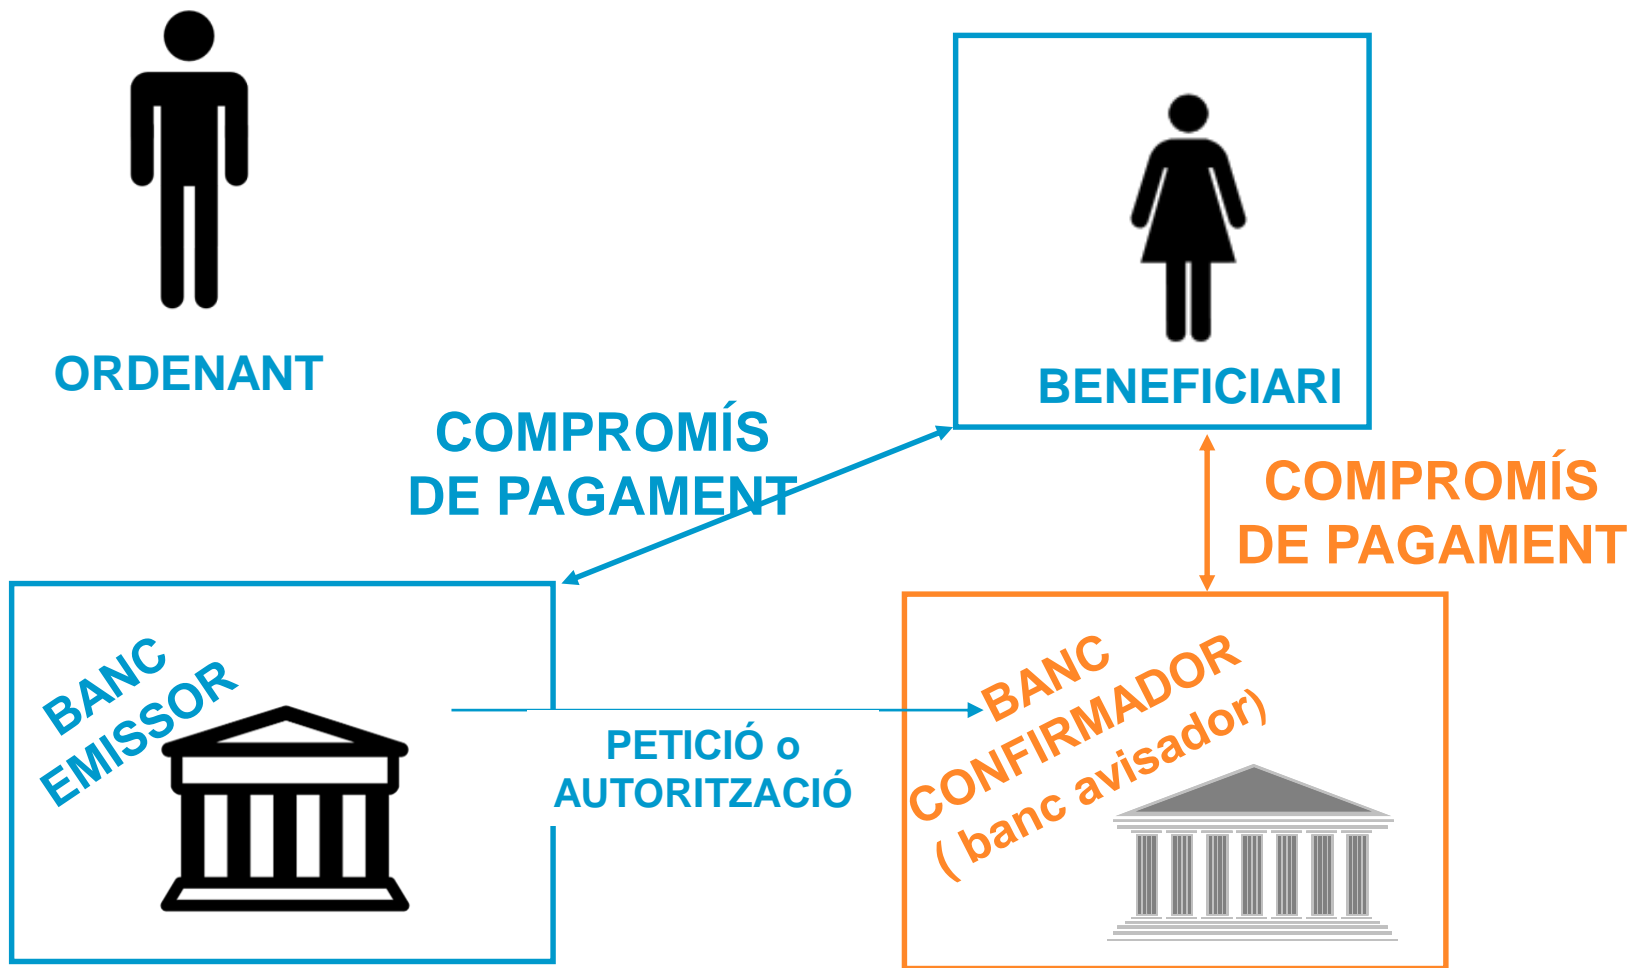 ORDENANT
BENEFICIARI
COMPROMÍS
DE PAGAMENT
COMPROMÍS
DE PAGAMENT
BANC
EMISSOR
PETICIÓ o
AUTORITZACIÓ
BANC
CONFIRMADOR
( banc avisador)